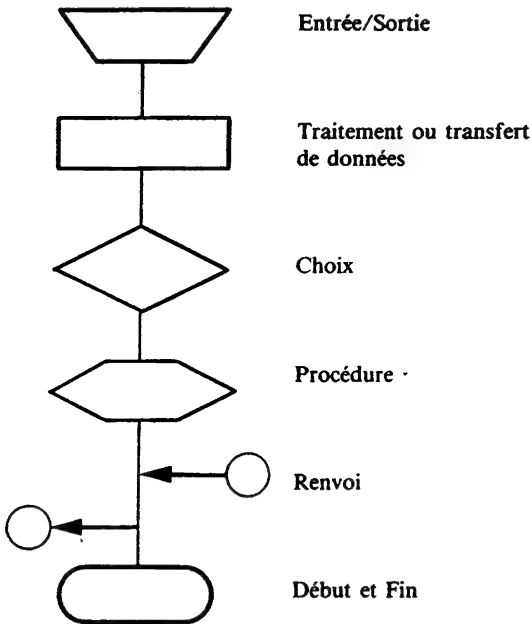 Entrée/Sortie
Traitement ou transfert
de données
Choix
Procédure
Renvoi
Début et Fin